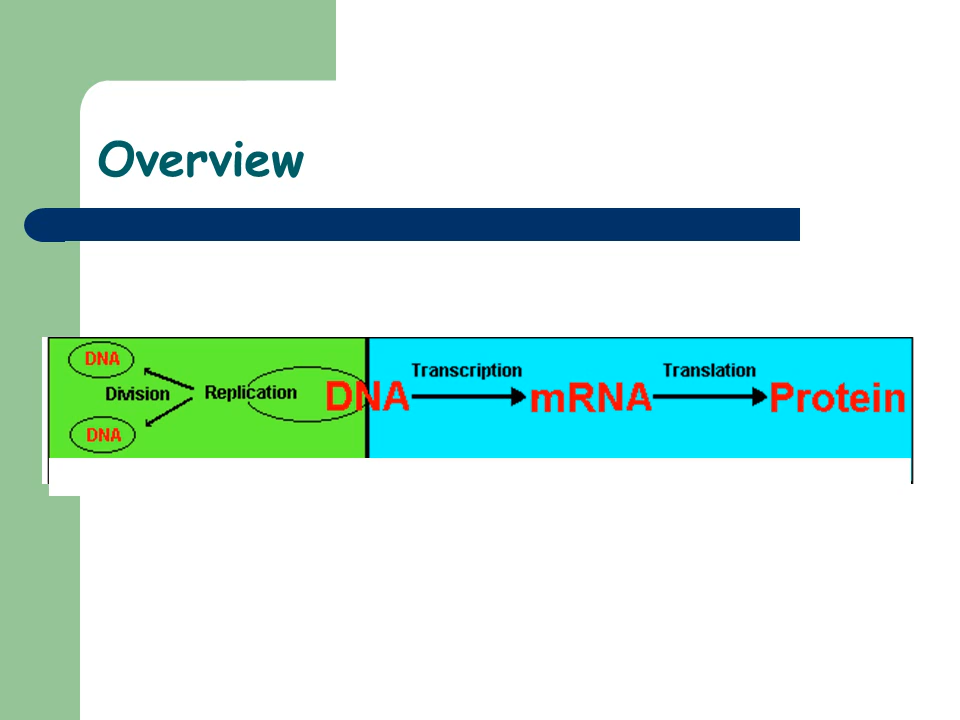 Overview
DNA
Division
DNA
Replication
DNA
Transcription
mRNA
Translation
Protein